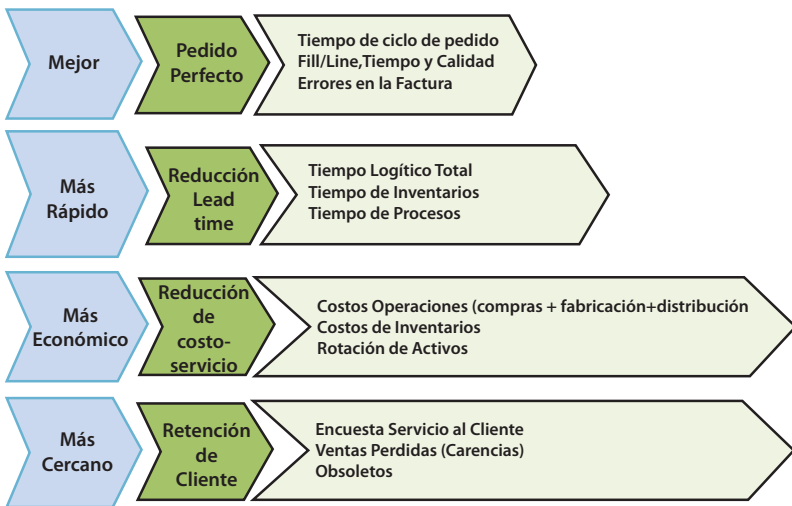 Mejor
Pedido
Perfecto
Tiempo de ciclo de pedido
Fill/Line,Tiempo y Calidad
Errores en la Factura
Más
Rápido
Reducción
Lead
time
Tiempo Logítico Total
Tiempo de Inventarios
Tiempo de Procesos
Más
Económico
Reducción
de
costo-
servicio
Costos Operaciones (compras + fabricación+distribución
Costos de Inventarios
Rotación de Activos
Más
Cercano
Retención
de
Cliente
Encuesta Servicio al Cliente
Ventas Perdidas (Carencias)
Obsoletos